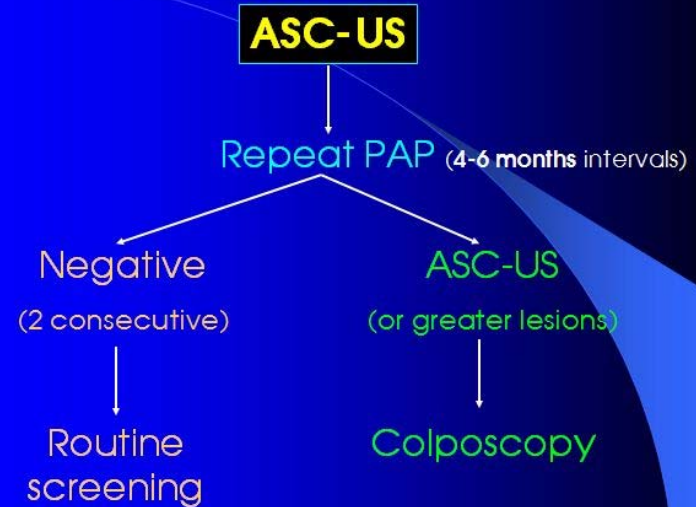 ASC-US
Repeat PAP (4-6 months intervals)
Negative
(2 consecutive)
ASC-US
(or greater lesions)
Routine
screening
Colposcopy